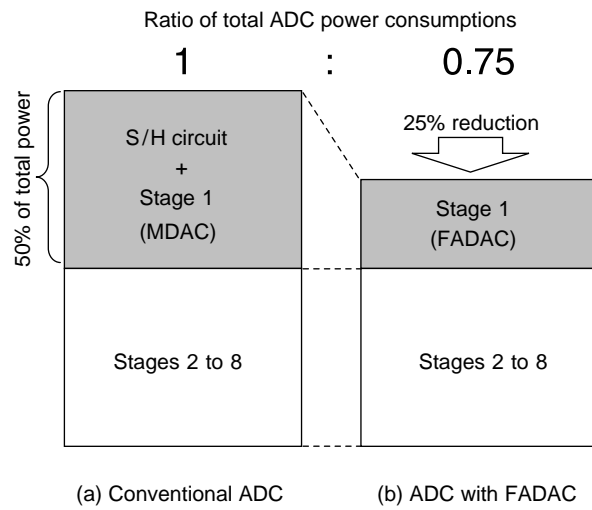 Ratio of total ADC power consumptions
1 : 0.75
50% of total power
S/H circuit
+
Stage 1
(MDAC)
25% reduction
Stage 1
(FADAC)
Stages 2 to 8
Stages 2 to 8
(a) Conventional ADC
(b) ADC with FADAC